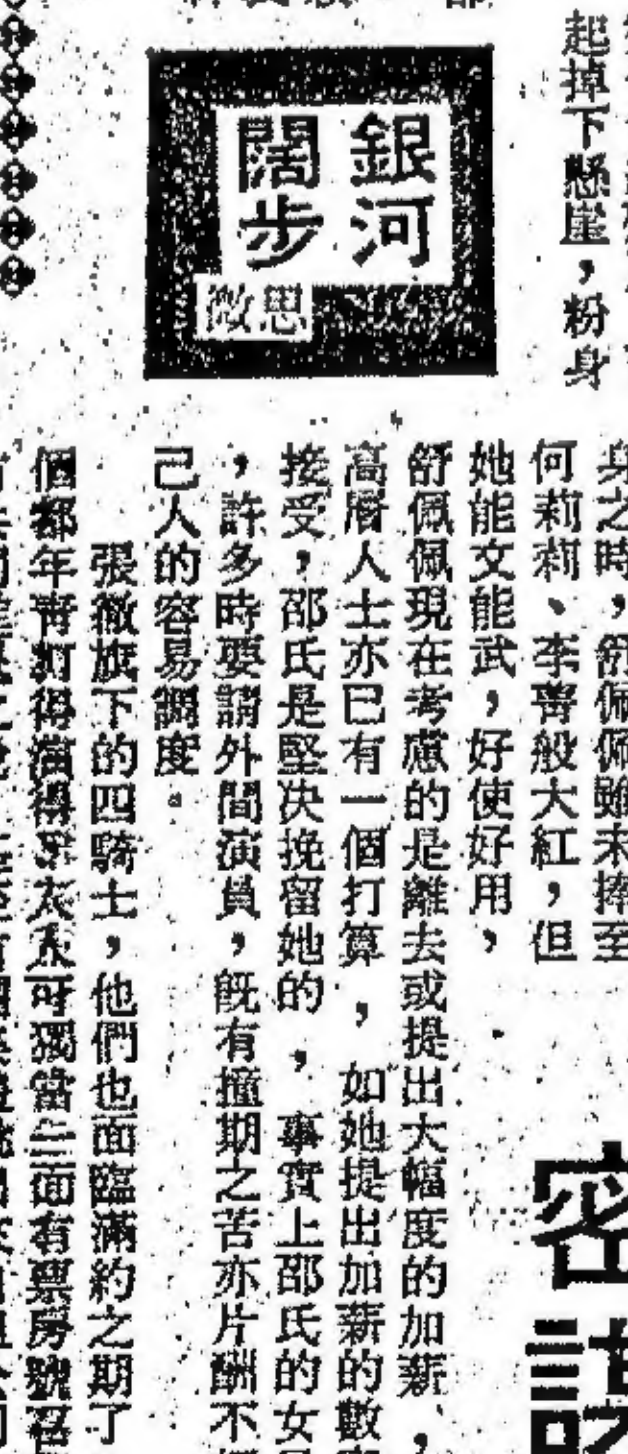 起掉下懸崖，粉身
銀河
闊步
思微
身之時，舒佩佩雖未捧至
何莉莉、李菁般大紅，但
她能文能武，好使好用，
舒佩佩現在考慮的是離去或提出大幅度的加薪，
高層人士亦已有一個打算，如她提出加薪的數
接受，邵氏是堅决挽留她的，事實上邵氏的女
，許多時要請外間演員，旣有撞期之苦亦片酬不
己人的容易調度。
張徹旗下的四騎士，他們也面臨滿約之期了
個都年青打得
可獨當一面有票房號召
密